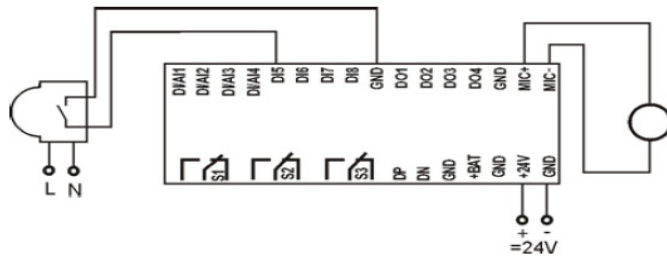 DI/AI1 DI/AI2 DI/AI3 DI/AI4 DI5 DI6 DI7 DI8 GND DO1 DO2 DO3 DO4 GND MIC+ MIC-
S1 S2 S3 DP DN GND +BAT GND +24V GND
L N
+ -
=24V